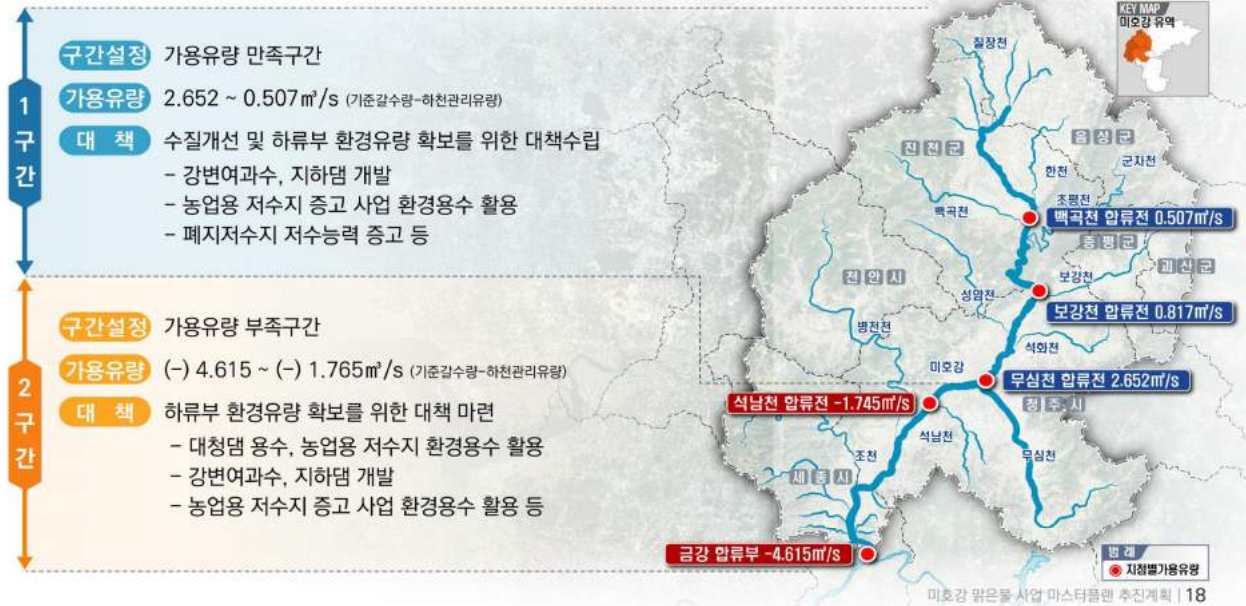 1구간
구간설정 가용유량 만족구간
가용유량 2.652 ~ 0.507㎥/s (기준갈수량-하천관리유량)
대 책 수질개선 및 하류부 환경유량 확보를 위한 대책수립
- 강변여과수, 지하댐 개발
- 농업용 저수지 증고 사업 환경용수 활용
- 폐지저수지 저수능력 증고 등
2구간
구간설정 가용유량 부족구간
가용유량 (-) 4.615 ~ (-) 1.765㎥/s (기준갈수량-하천관리유량)
대 책 하류부 환경유량 확보를 위한 대책 마련
- 대청댐 용수, 농업용 저수지 환경용수 활용
- 강변여과수, 지하댐 개발
- 농업용 저수지 증고 사업 환경용수 활용 등
KEY MAP
미호강 유역
칠장천
음성군
진천군
군자천
한천
초평천
백곡천
백곡천 합류전 0.507㎥/s
증평군
괴산군
천안시
보강천
성암천
보강천 합류전 0.817㎥/s
병천천
석화천
미호강
무심천 합류전 2.652㎥/s
석남천 합류전 -1.745㎥/s
청주시
석남천
무심천
조천
세종시
금강 합류부 -4.615㎥/s
범례
지점별가용유량
미호강 맑은물 사업 마스터플랜 추진계획 | 18